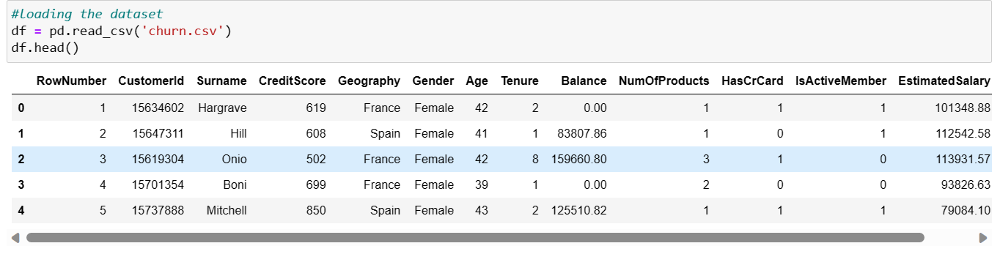 #loading the dataset
df = pd.read_csv('churn.csv')
df.head()
RowNumber CustomerId Surname CreditScore Geography Gender Age Tenure Balance NumOfProducts HasCrCard IsActiveMember EstimatedSalary
0 1 15634602 Hargrave 619 France Female 42 2 0.00 1 1 1 101348.88
1 2 15647311 Hill 608 Spain Female 41 1 83807.86 1 0 1 112542.58
2 3 15619304 Onio 502 France Female 42 8 159660.80 3 1 0 113931.57
3 4 15701354 Boni 699 France Female 39 1 0.00 2 0 0 93826.63
4 5 15737888 Mitchell 850 Spain Female 43 2 125510.82 1 1 1 79084.10